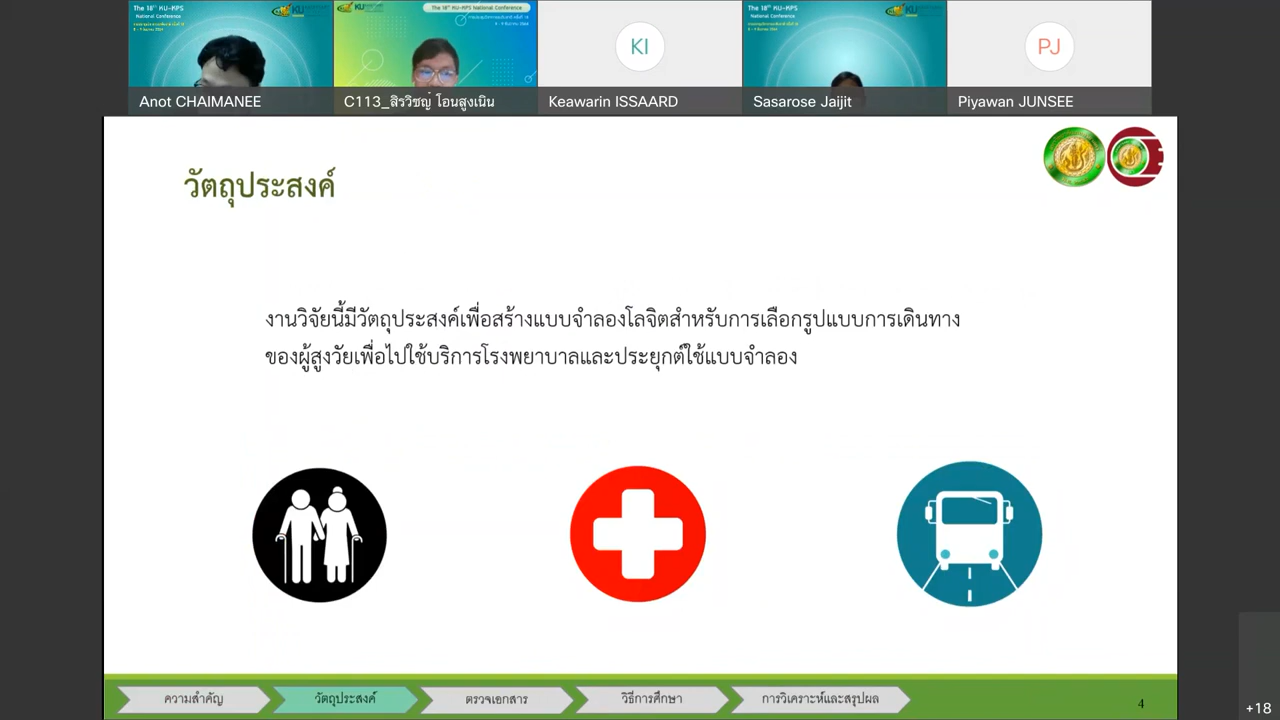 The 18th KU-KPS
National Conference
The 18th KU-KPS National Conference
The 18th KU-KPS
National Conference
KI
PJ
Anot CHAIMANEE
C113_สิรวิชญ์ โอนสูงเนิน
Keawarin ISSAARD
Sasarose Jaijit
Piyawan JUNSEE
วัตถุประสงค์
งานวิจัยนี้มีวัตถุประสงค์เพื่อสร้างแบบจำลองโลจิตสำหรับการเลือกรูปแบบการเดินทาง
ของผู้สูงวัยเพื่อไปใช้บริการโรงพยาบาลและประยุกต์ใช้แบบจำลอง
ความสำคัญ
วัตถุประสงค์
ตรวจเอกสาร
วิธีการศึกษา
การวิเคราะห์และสรุปผล
4
+18